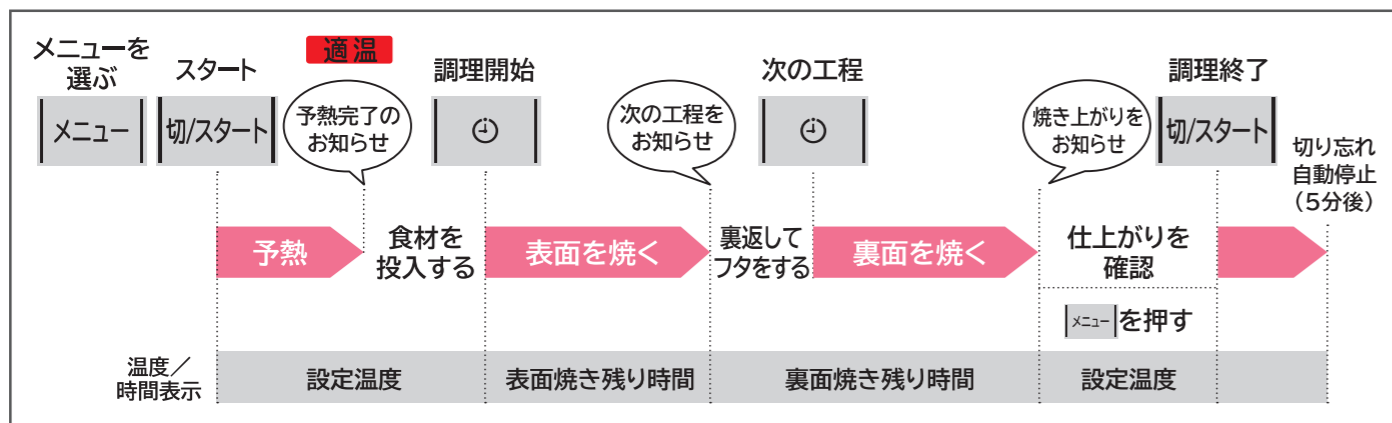 メニューを
選ぶ
メニュー
スタート
切/スタート
適温
予熱完了の
お知らせ
調理開始
次の工程を
お知らせ
次の工程
焼き上がりを
お知らせ
調理終了
切/スタート
切り忘れ
自動停止
(5分後)
予熱
食材を
投入する
表面を焼く
裏返して
フタをする
裏面を焼く
仕上がりを
確認
メニューを押す
温度／
時間表示
設定温度
表面焼き残り時間
裏面焼き残り時間
設定温度